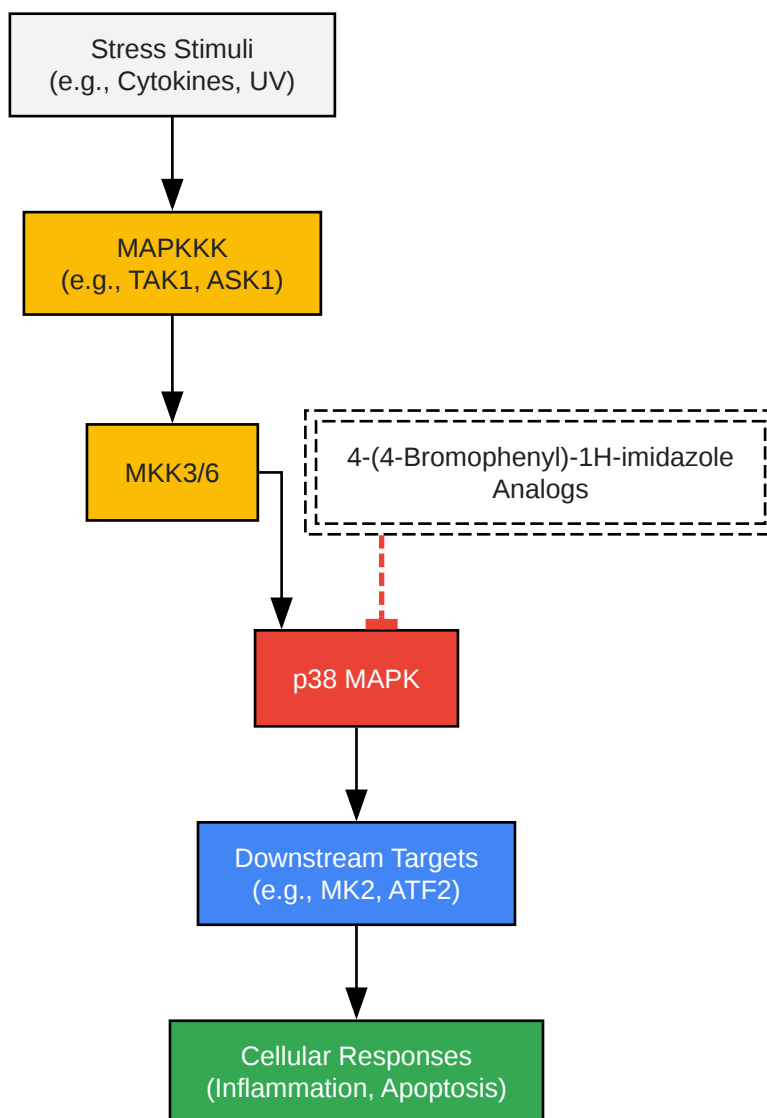 Stress Stimuli
(e.g., Cytokines, UV)
MAPKKK
(e.g., TAK1, ASK1)
MKK3/6
4-(4-Bromophenyl)-1H-imidazole
Analogs
p38 MAPK
Downstream Targets
(e.g., MK2, ATF2)
Cellular Responses
(Inflammation, Apoptosis)